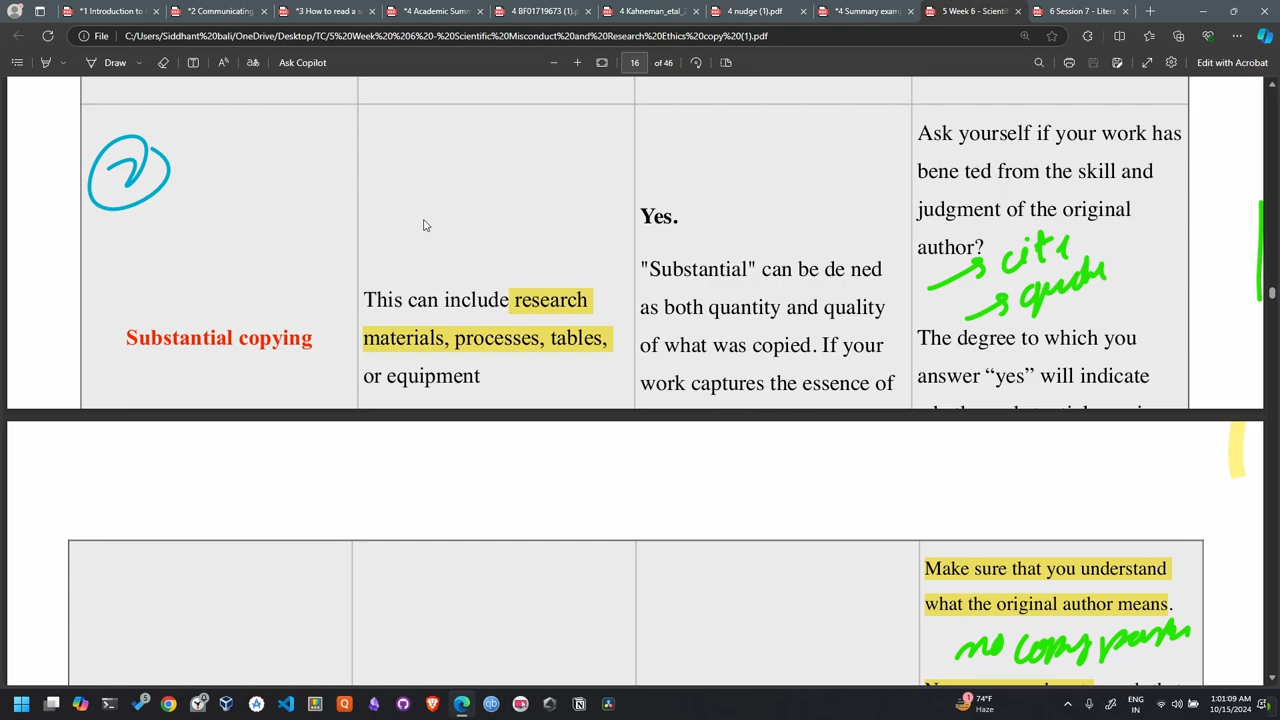 *1 Introduction to
*2 Communicating
*3 How to read a s
*4 Academic Summ
4 BF01719673 (1).p
4 Kahneman_etal_
4 nudge (1).pdf
*4 Summary examp
5 Week 6 - Scientif
6 Session 7 - Litera
File C:/Users/Siddhant bali/OneDrive/Desktop/TC/5%20Week%206%20-%20Scientific%20Misconduct%20and%20Research%20Ethics%20copy%20(1).pdf
Draw Ask Copilot 16 of 46 Edit with Acrobat
2
Substantial copying
This can include research
materials, processes, tables,
or equipment
Yes.
"Substantial" can be de ned
as both quantity and quality
of what was copied. If your
work captures the essence of
Ask yourself if your work has
bene ted from the skill and
judgment of the original
author?
→ cite
→ quote
The degree to which you
answer “yes” will indicate
Make sure that you understand
what the original author means.
no copy paste
74°F
Haze
ENG
IN
1:01:09 AM
10/15/2024